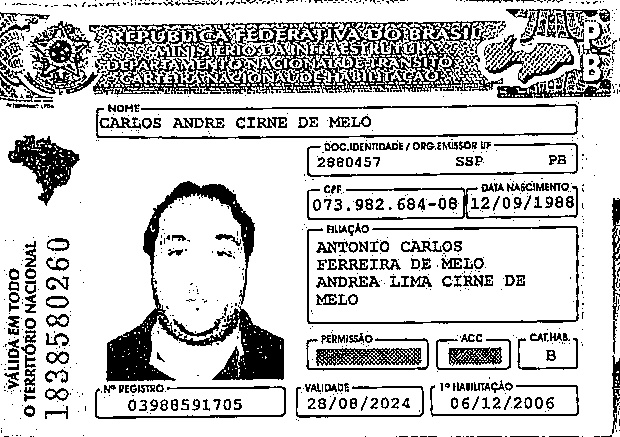 REPÚBLICA FEDERATIVA DO BRASIL
MINISTÉRIO DA INFRAESTRUTURA
DEPARTAMENTO NACIONAL DE TRÂNSITO
CARTEIRA NACIONAL DE HABILITAÇÃO
PB
NOME
CARLOS ANDRE CIRNE DE MELO
DOC. IDENTIDADE / ORG. EMISSOR UF
2880457 SSP PB
CPF DATA NASCIMENTO
073.982.684-08 12/09/1988
FILIAÇÃO
ANTONIO CARLOS
FERREIRA DE MELO
ANDREA LIMA CIRNE DE
MELO
PERMISSÃO ACC CAT.HAB.
B
Nº REGISTRO VALIDADE 1ª HABILITAÇÃO
03988591705 28/08/2024 06/12/2006
VÁLIDA EM TODO
O TERRITÓRIO NACIONAL
1838580260